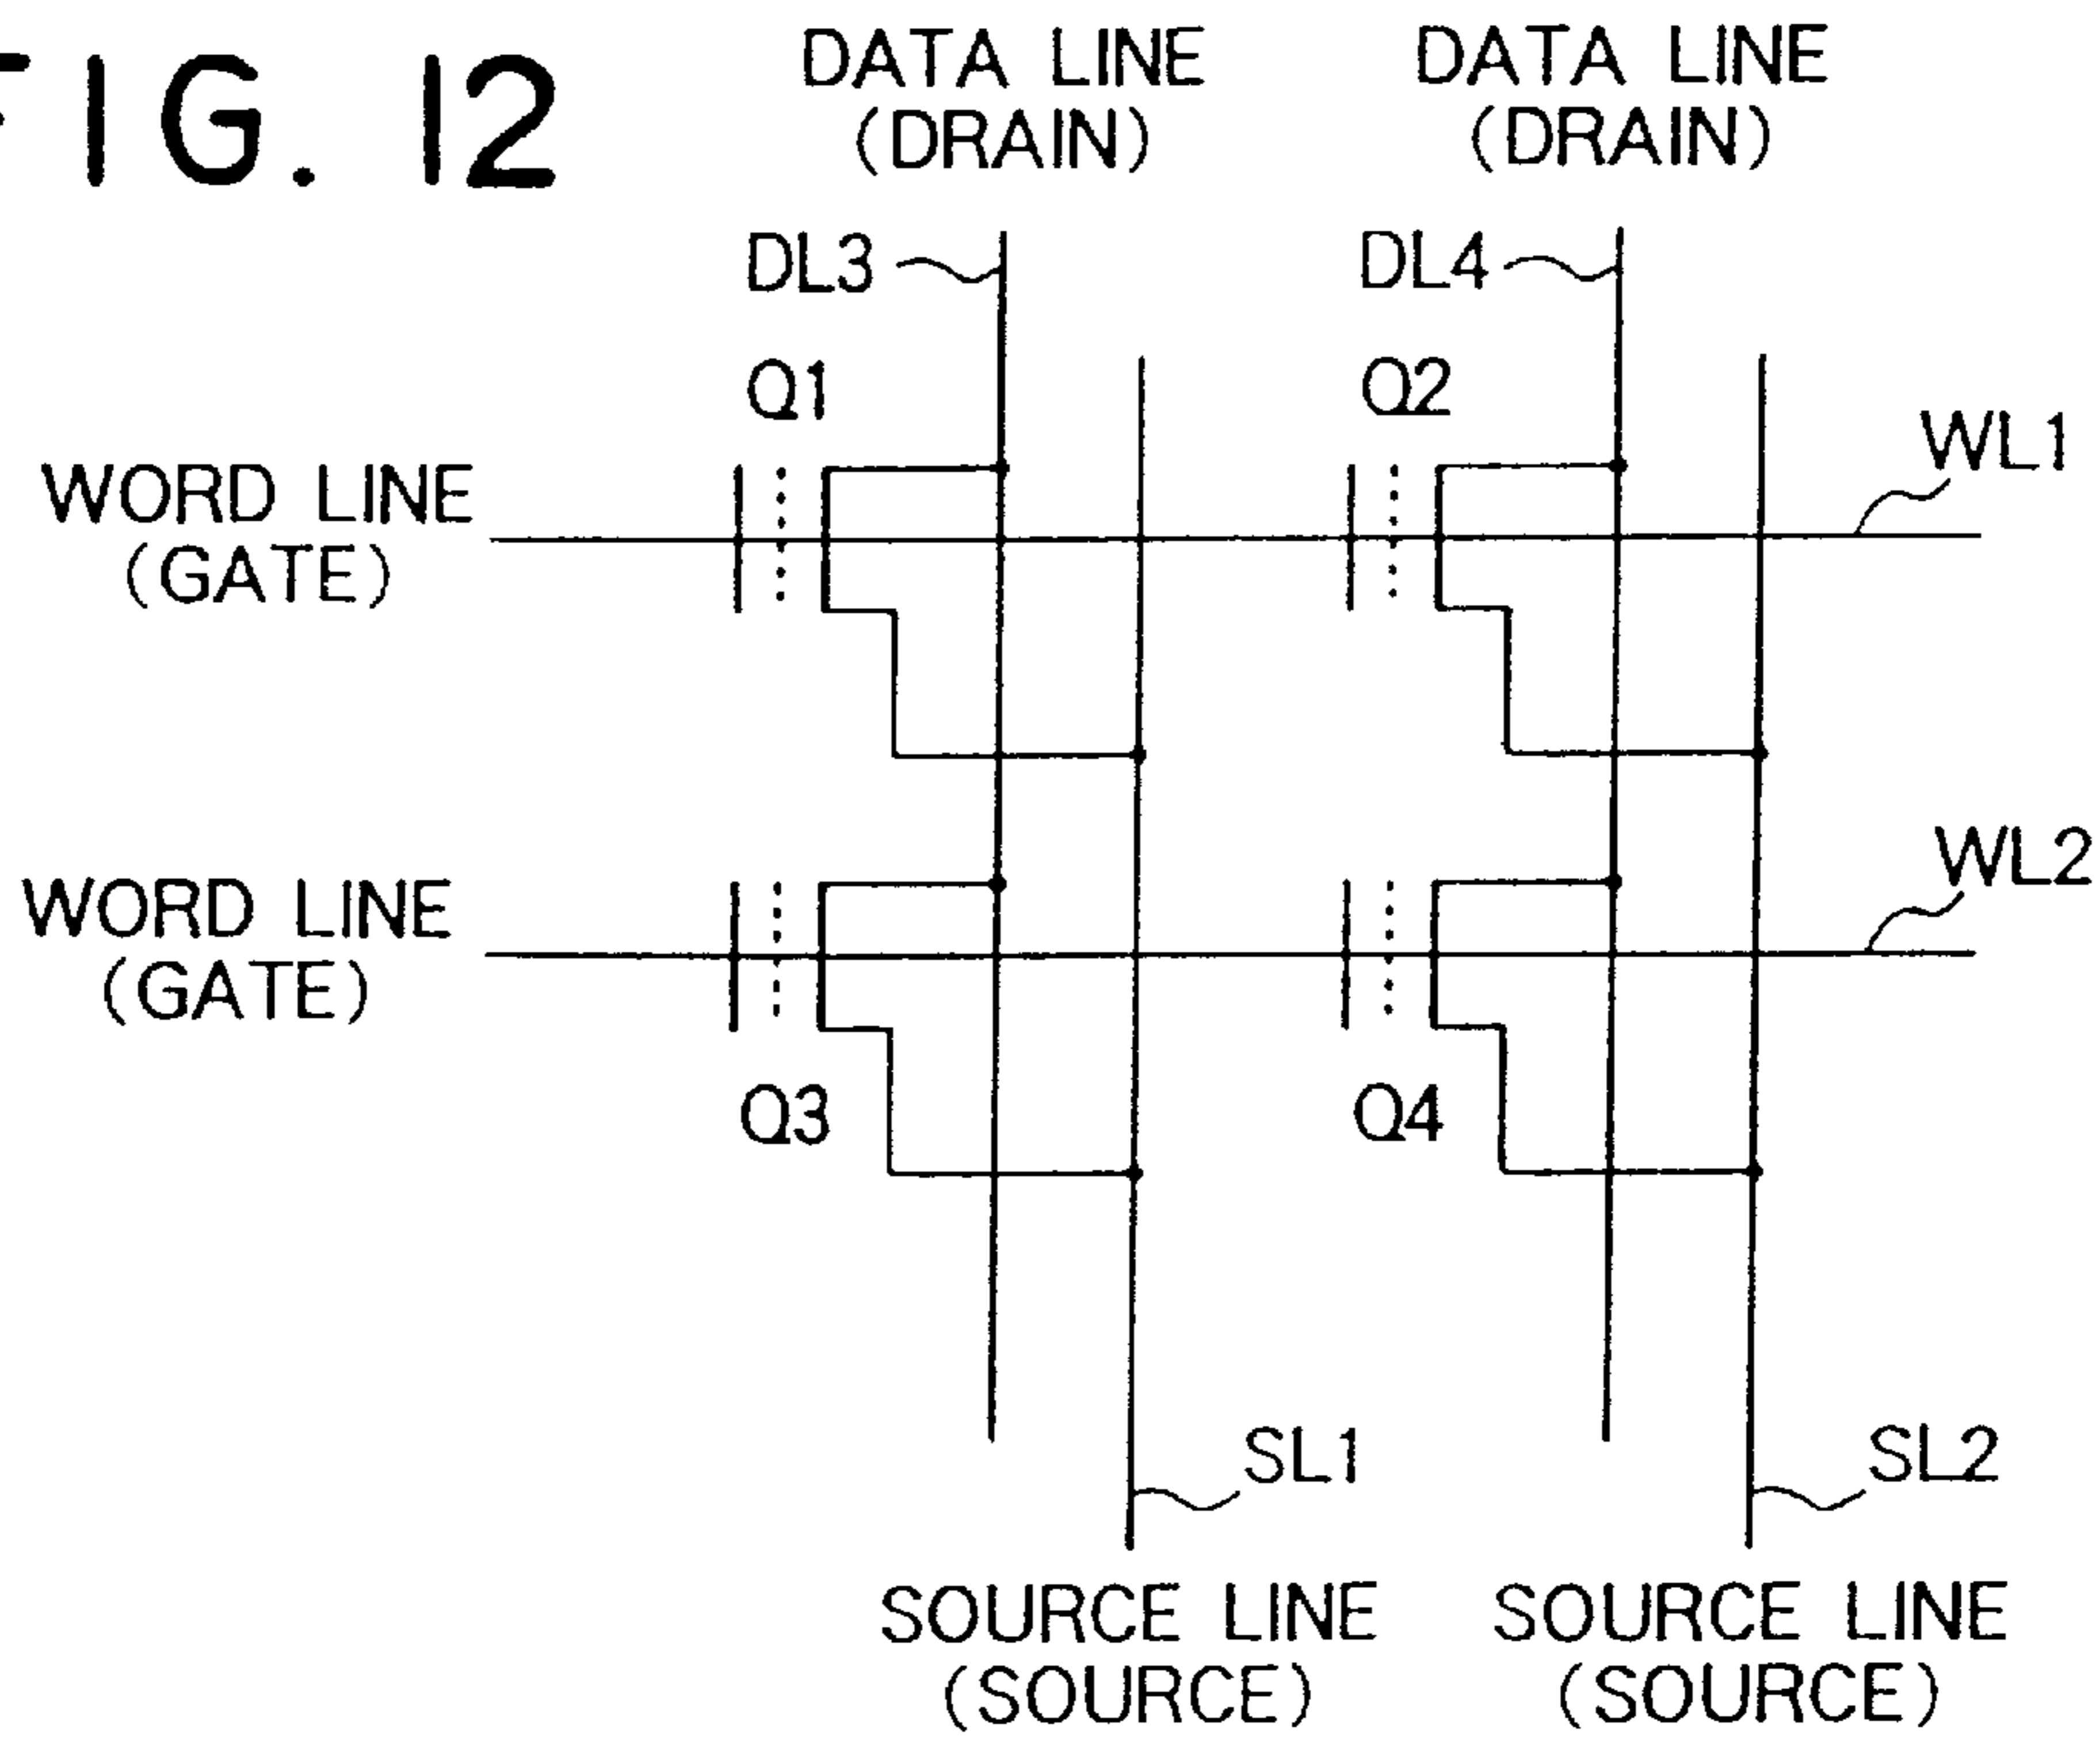 FIG. 12
DATA LINE
(DRAIN)
DATA LINE
(DRAIN)
DL3
DL4
Q1
Q2
WL1
WORD LINE
(GATE)
WL2
WORD LINE
(GATE)
Q3
Q4
SL1
SL2
SOURCE LINE
(SOURCE)
SOURCE LINE
(SOURCE)